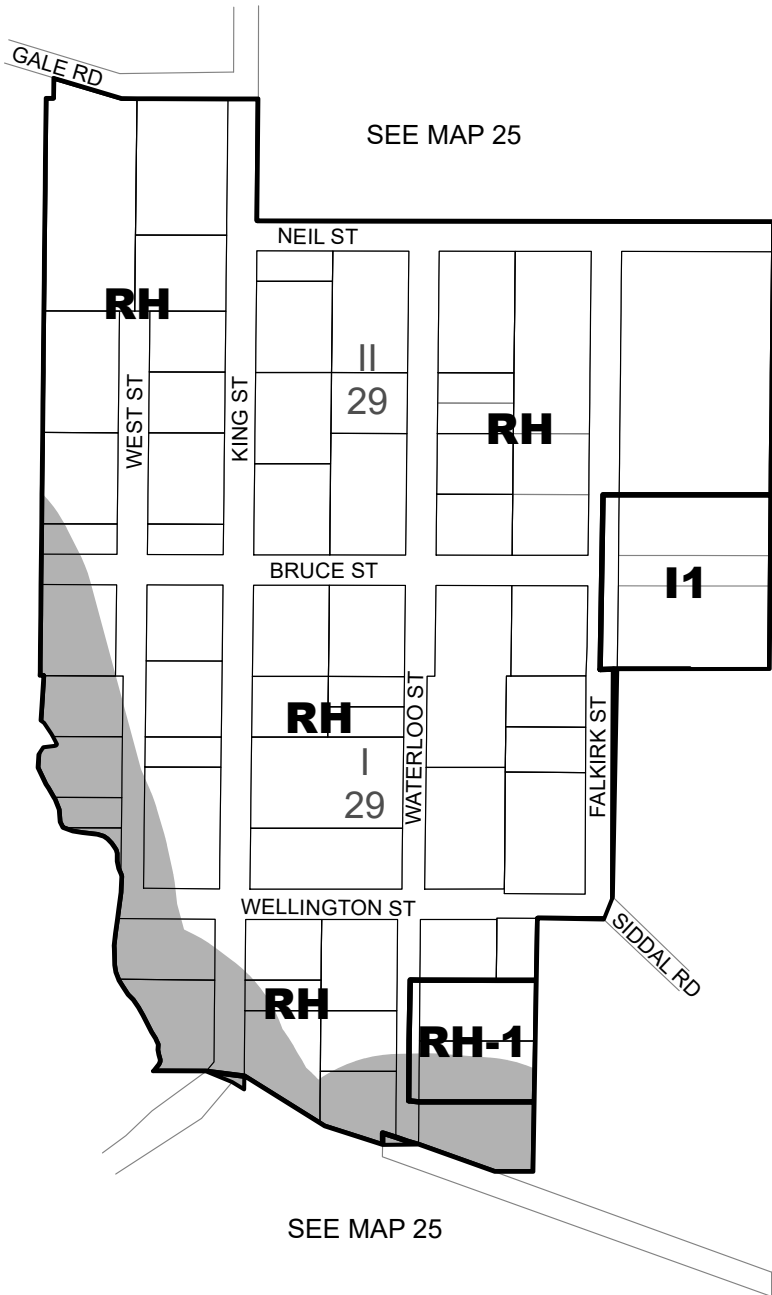 GALE RD
SEE MAP 25
NEIL ST
RH
II
29
WEST ST
KING ST
RH
BRUCE ST
I1
RH
I
29
WATERLOO ST
FALKIRK ST
WELLINGTON ST
SIDDAL RD
RH
RH-1
SEE MAP 25